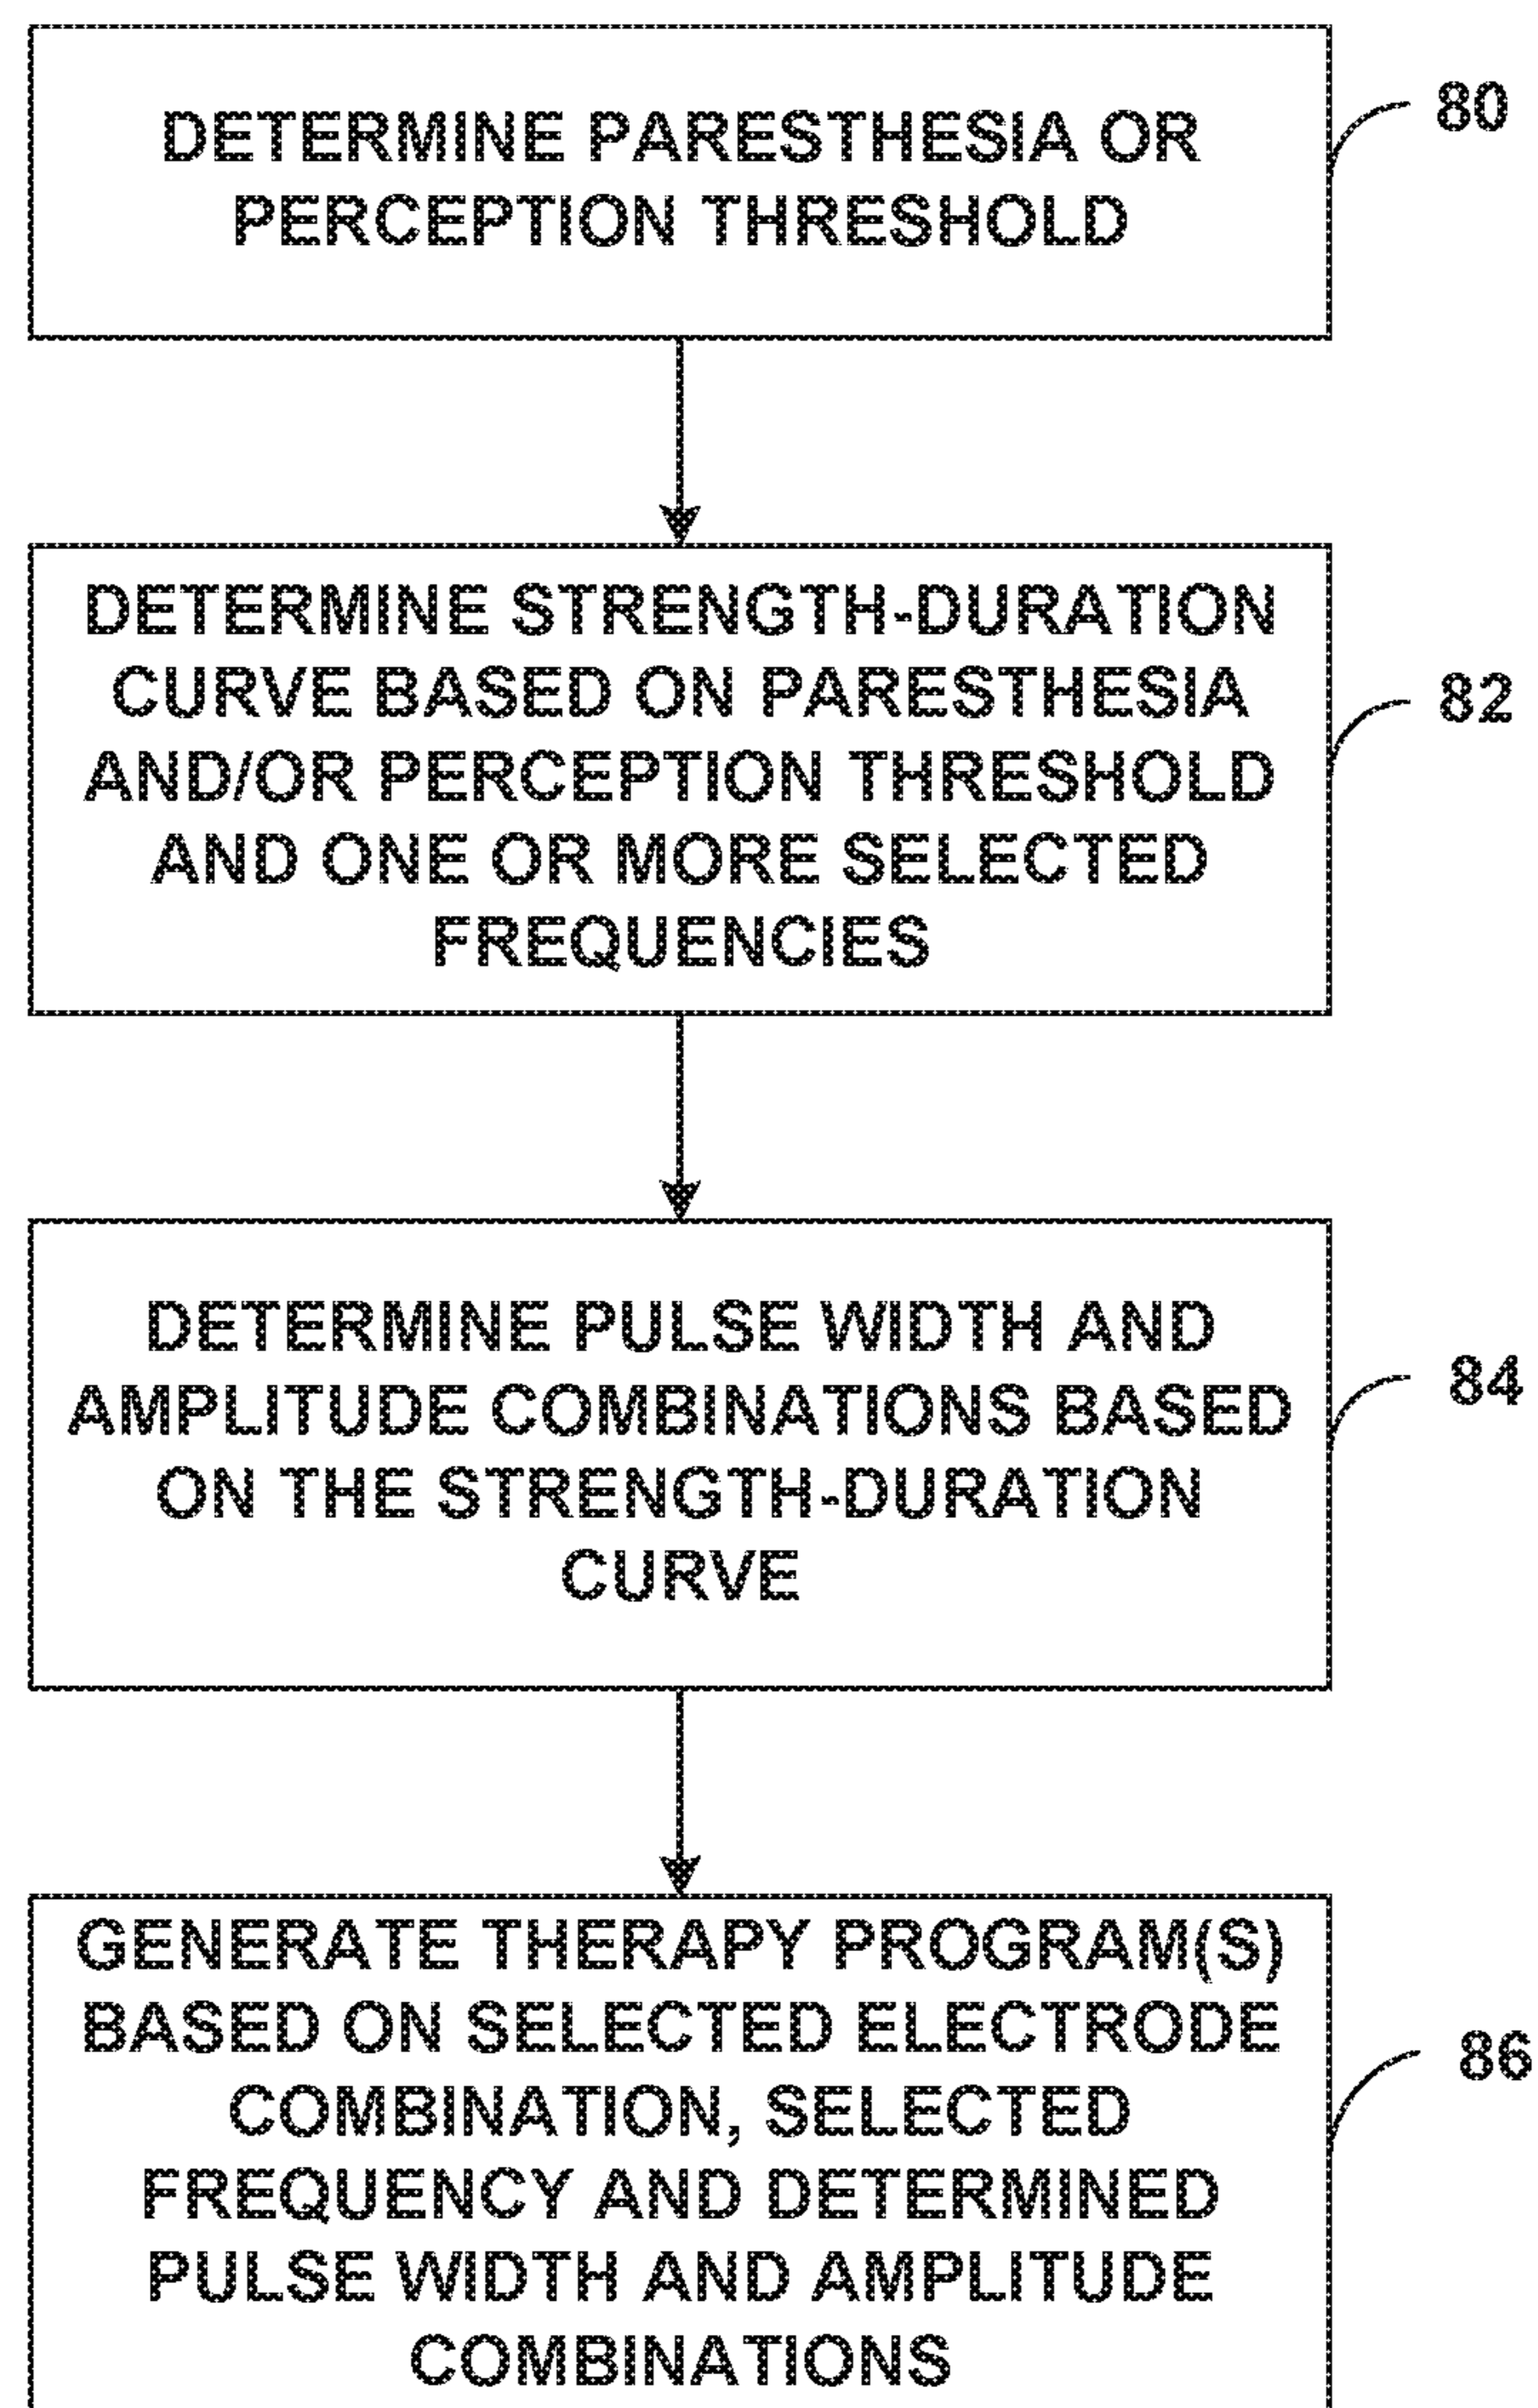 DETERMINE PARESTHESIA OR
PERCEPTION THRESHOLD
80
DETERMINE STRENGTH-DURATION
CURVE BASED ON PARESTHESIA
AND/OR PERCEPTION THRESHOLD
AND ONE OR MORE SELECTED
FREQUENCIES
82
DETERMINE PULSE WIDTH AND
AMPLITUDE COMBINATIONS BASED
ON THE STRENGTH-DURATION
CURVE
84
GENERATE THERAPY PROGRAM(S)
BASED ON SELECTED ELECTRODE
COMBINATION, SELECTED
FREQUENCY AND DETERMINED
PULSE WIDTH AND AMPLITUDE
COMBINATIONS
86